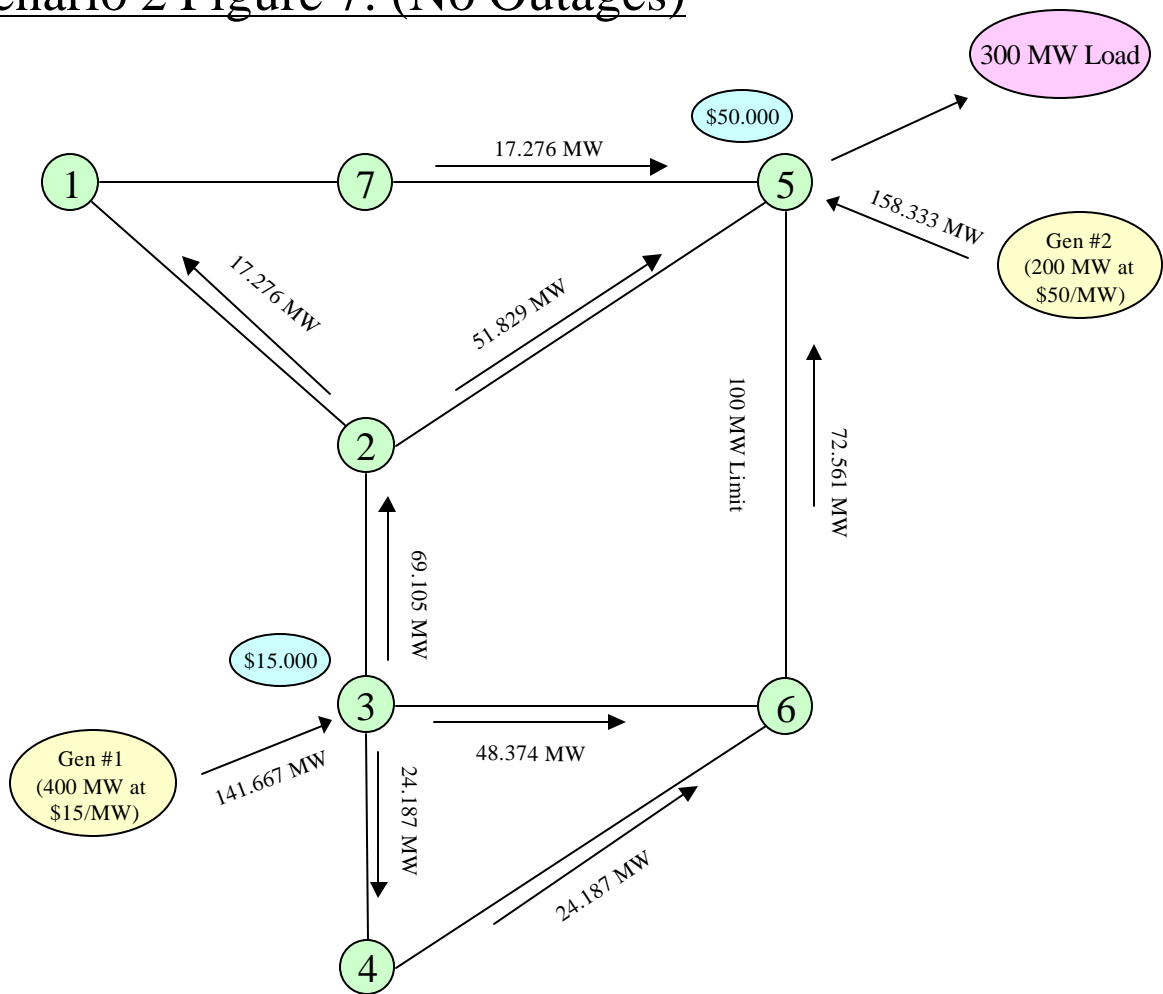 enario 2 Figure 7: (No Outages)
300 MW Load
$50.000
17.276 MW
1
7
5
158.333 MW
Gen #2
(200 MW at
$50/MW)
17.276 MW
51.829 MW
100 MW Limit
72.561 MW
2
69.105 MW
$15.000
3
6
48.374 MW
Gen #1
(400 MW at
$15/MW)
141.667 MW
24.187 MW
24.187 MW
4